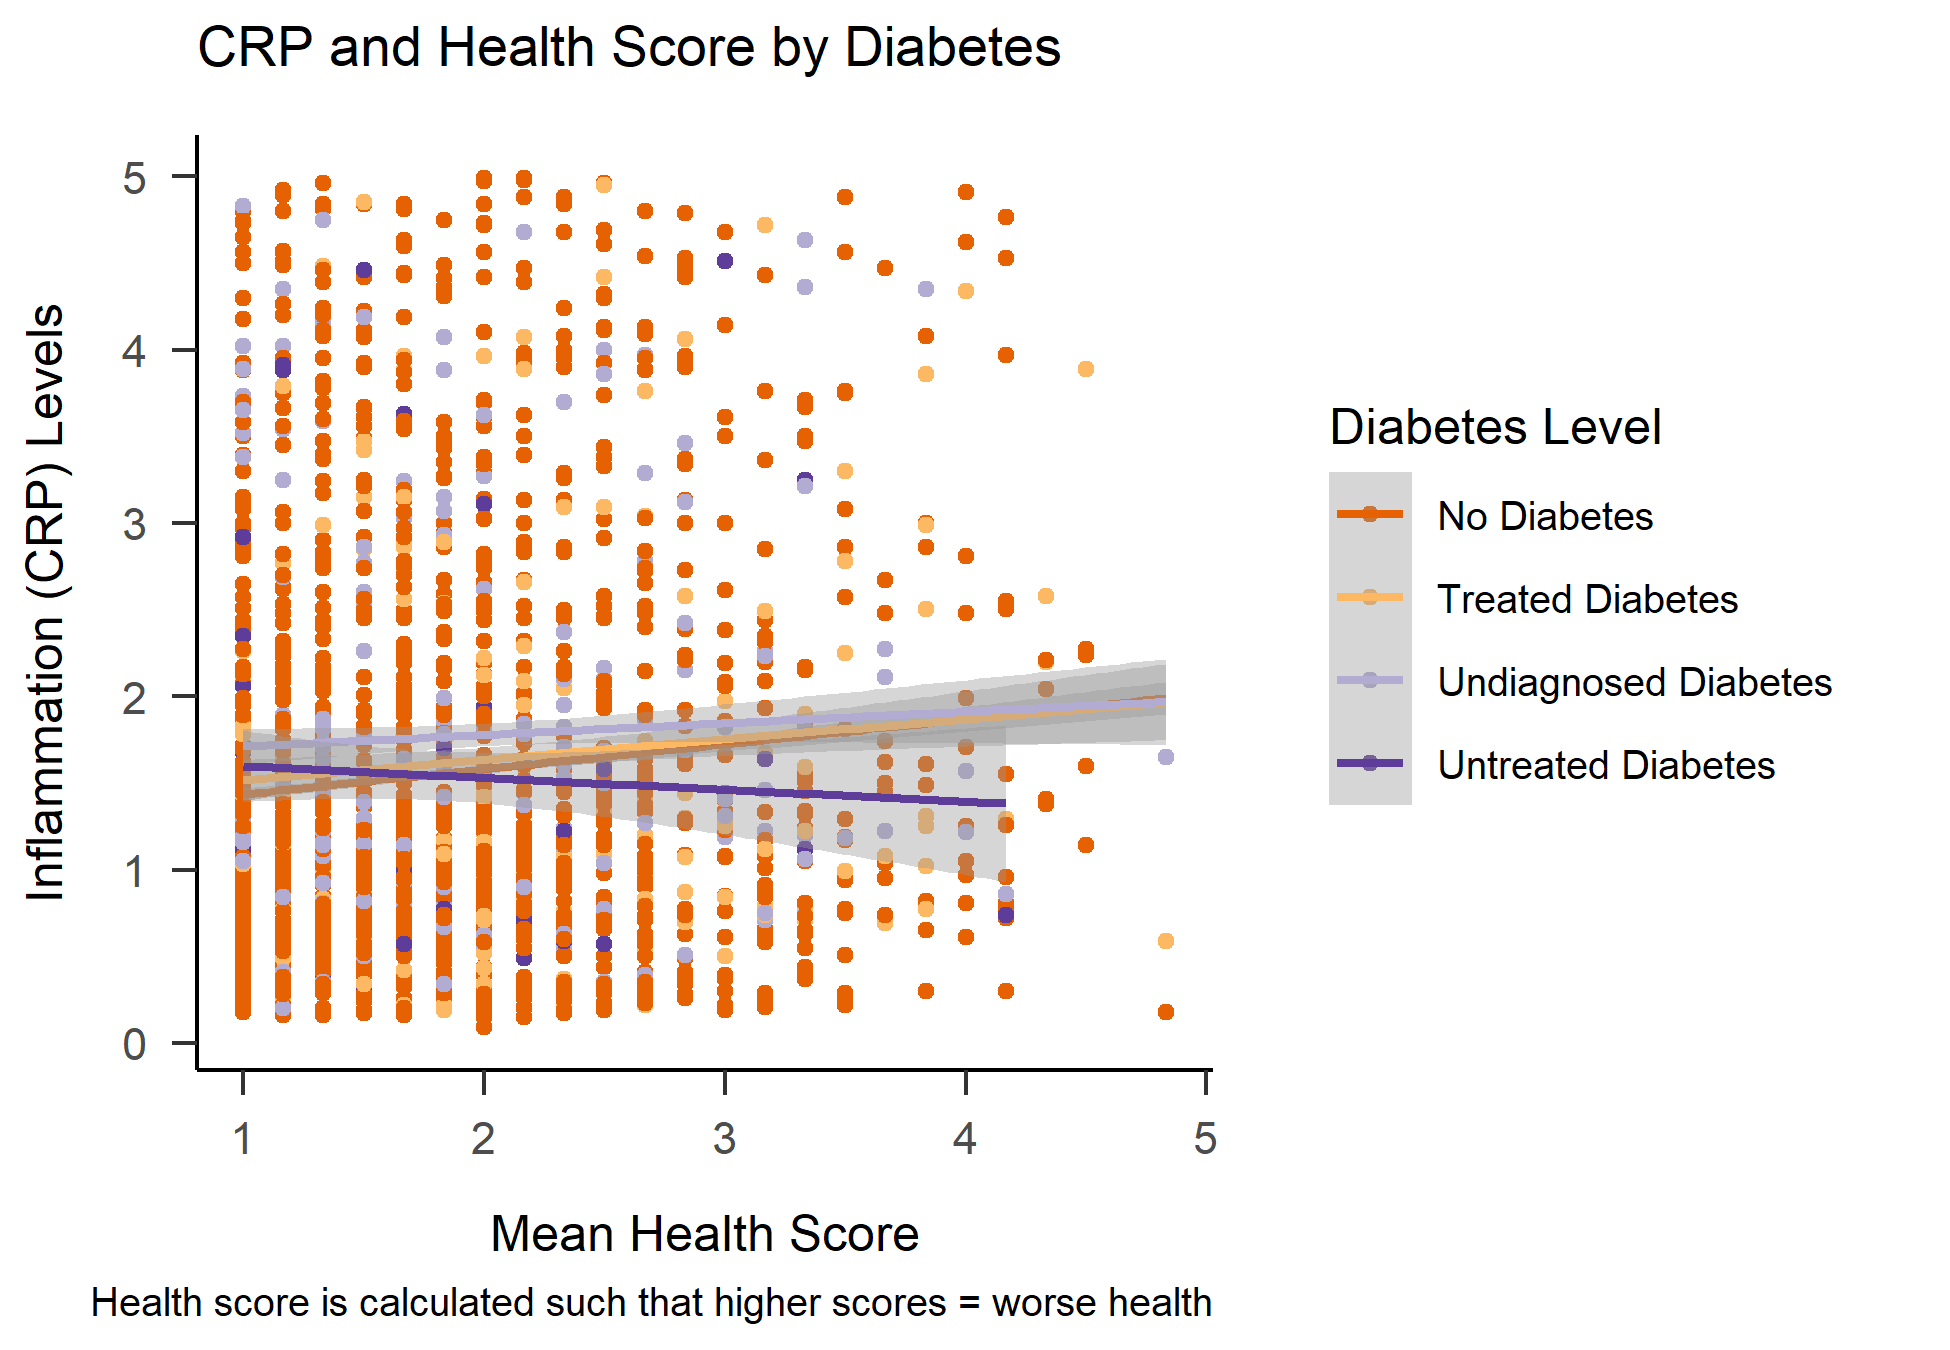 CRP and Health Score by Diabetes
Inflammation (CRP) Levels
5
4
3
2
1
0
1 2 3 4 5
Mean Health Score
Health score is calculated such that higher scores = worse health
Diabetes Level
No Diabetes
Treated Diabetes
Undiagnosed Diabetes
Untreated Diabetes